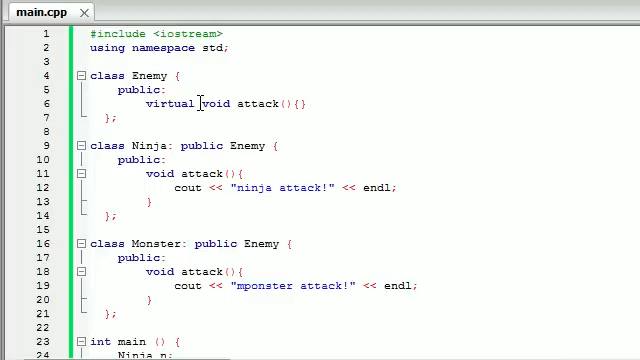 main.cpp
1 #include <iostream>
2 using namespace std;
3
4 class Enemy {
5 public:
6 virtual void attack(){}
7 };
8
9 class Ninja: public Enemy {
10 public:
11 void attack(){
12 cout << "ninja attack!" << endl;
13 }
14 };
15
16 class Monster: public Enemy {
17 public:
18 void attack(){
19 cout << "mponster attack!" << endl;
20 }
21 };
22
23 int main () {
24 Ninja n;